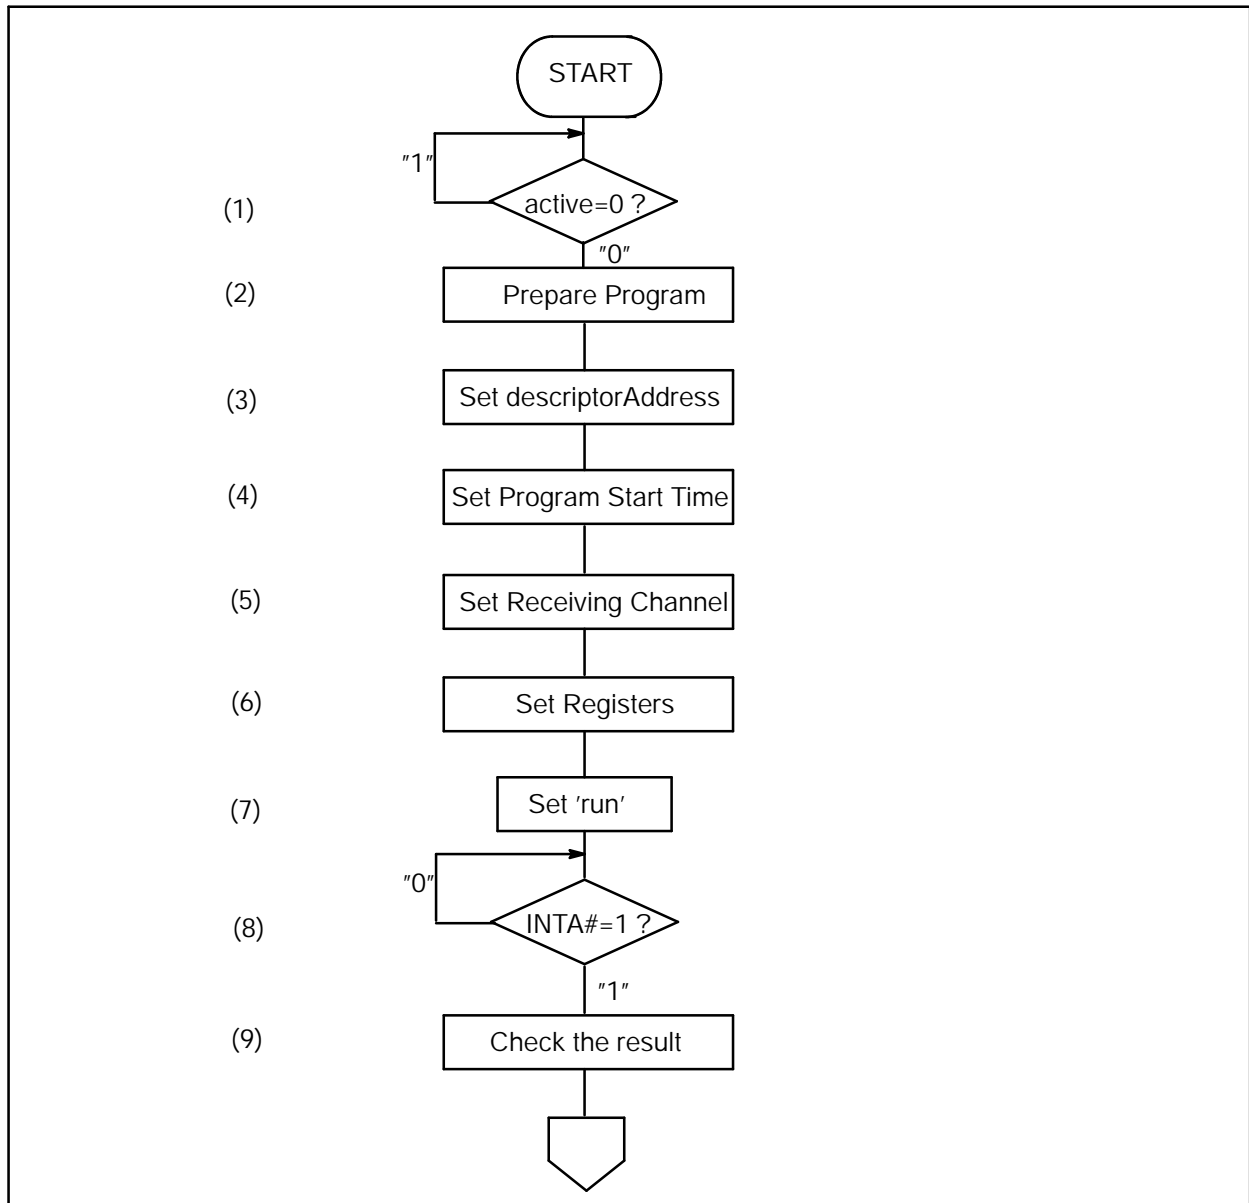 START
"1"
(1)
active=0 ?
"0"
(2)
Prepare Program
(3)
Set descriptorAddress
(4)
Set Program Start Time
(5)
Set Receiving Channel
(6)
Set Registers
(7)
Set 'run'
"0"
(8)
INTA#=1 ?
"1"
(9)
Check the result